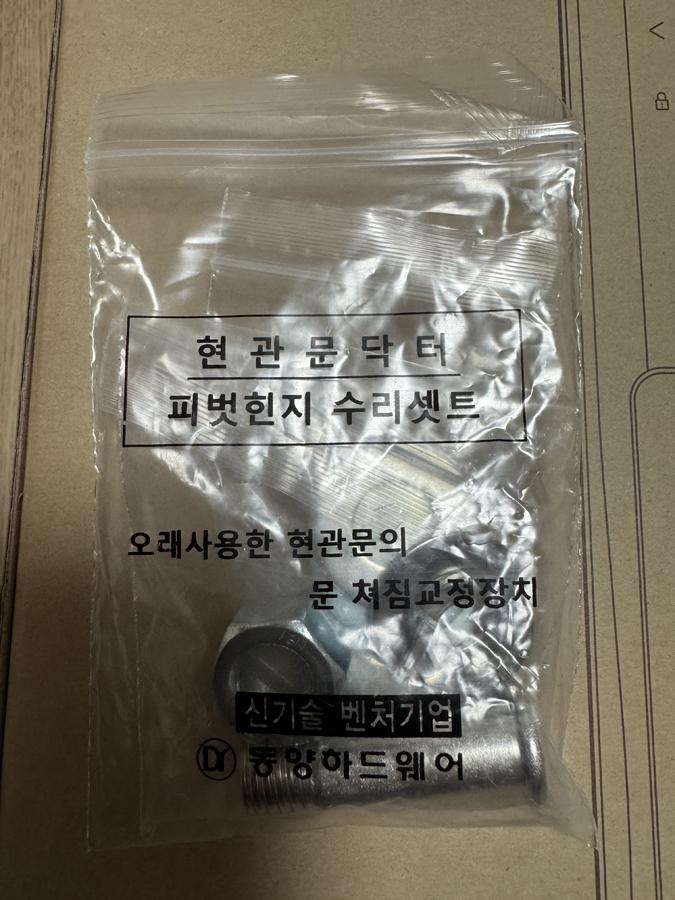 현관문닥터
피벗힌지 수리셋트
오래사용한 현관문의
문 쳐짐교정장치
신기술 벤처기업
DY 동양하드웨어